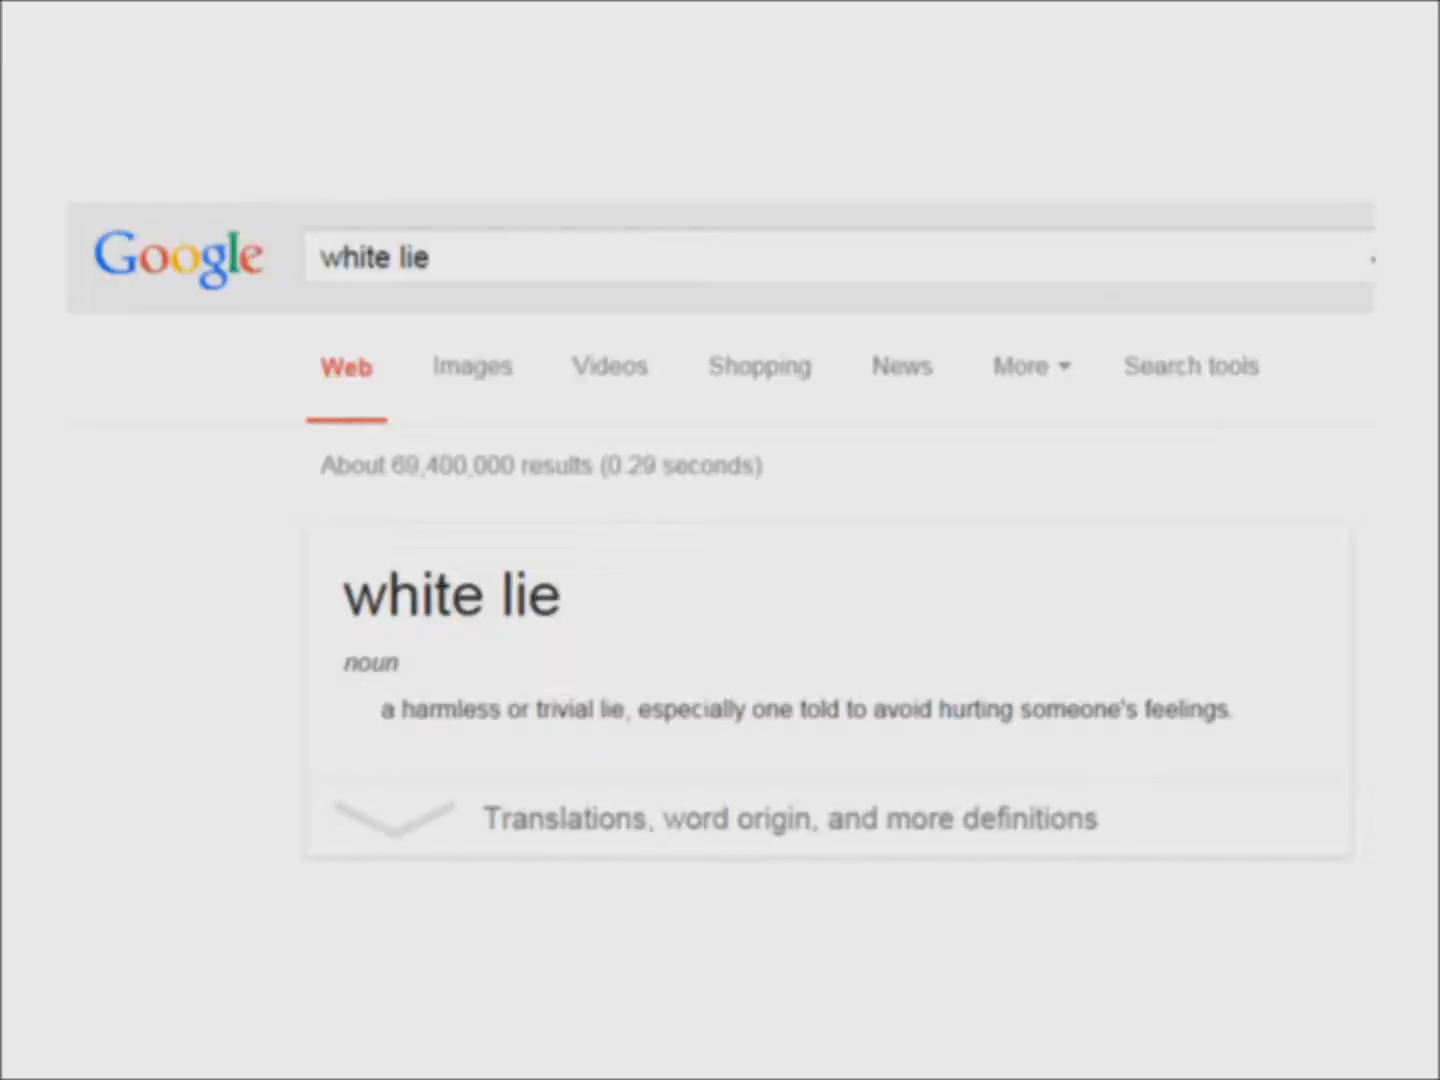 Google white lie
Web Images Videos Shopping News More Search tools
About 69,400,000 results (0.29 seconds)
white lie
noun
a harmless or trivial lie, especially one told to avoid hurting someone's feelings.
Translations, word origin, and more definitions